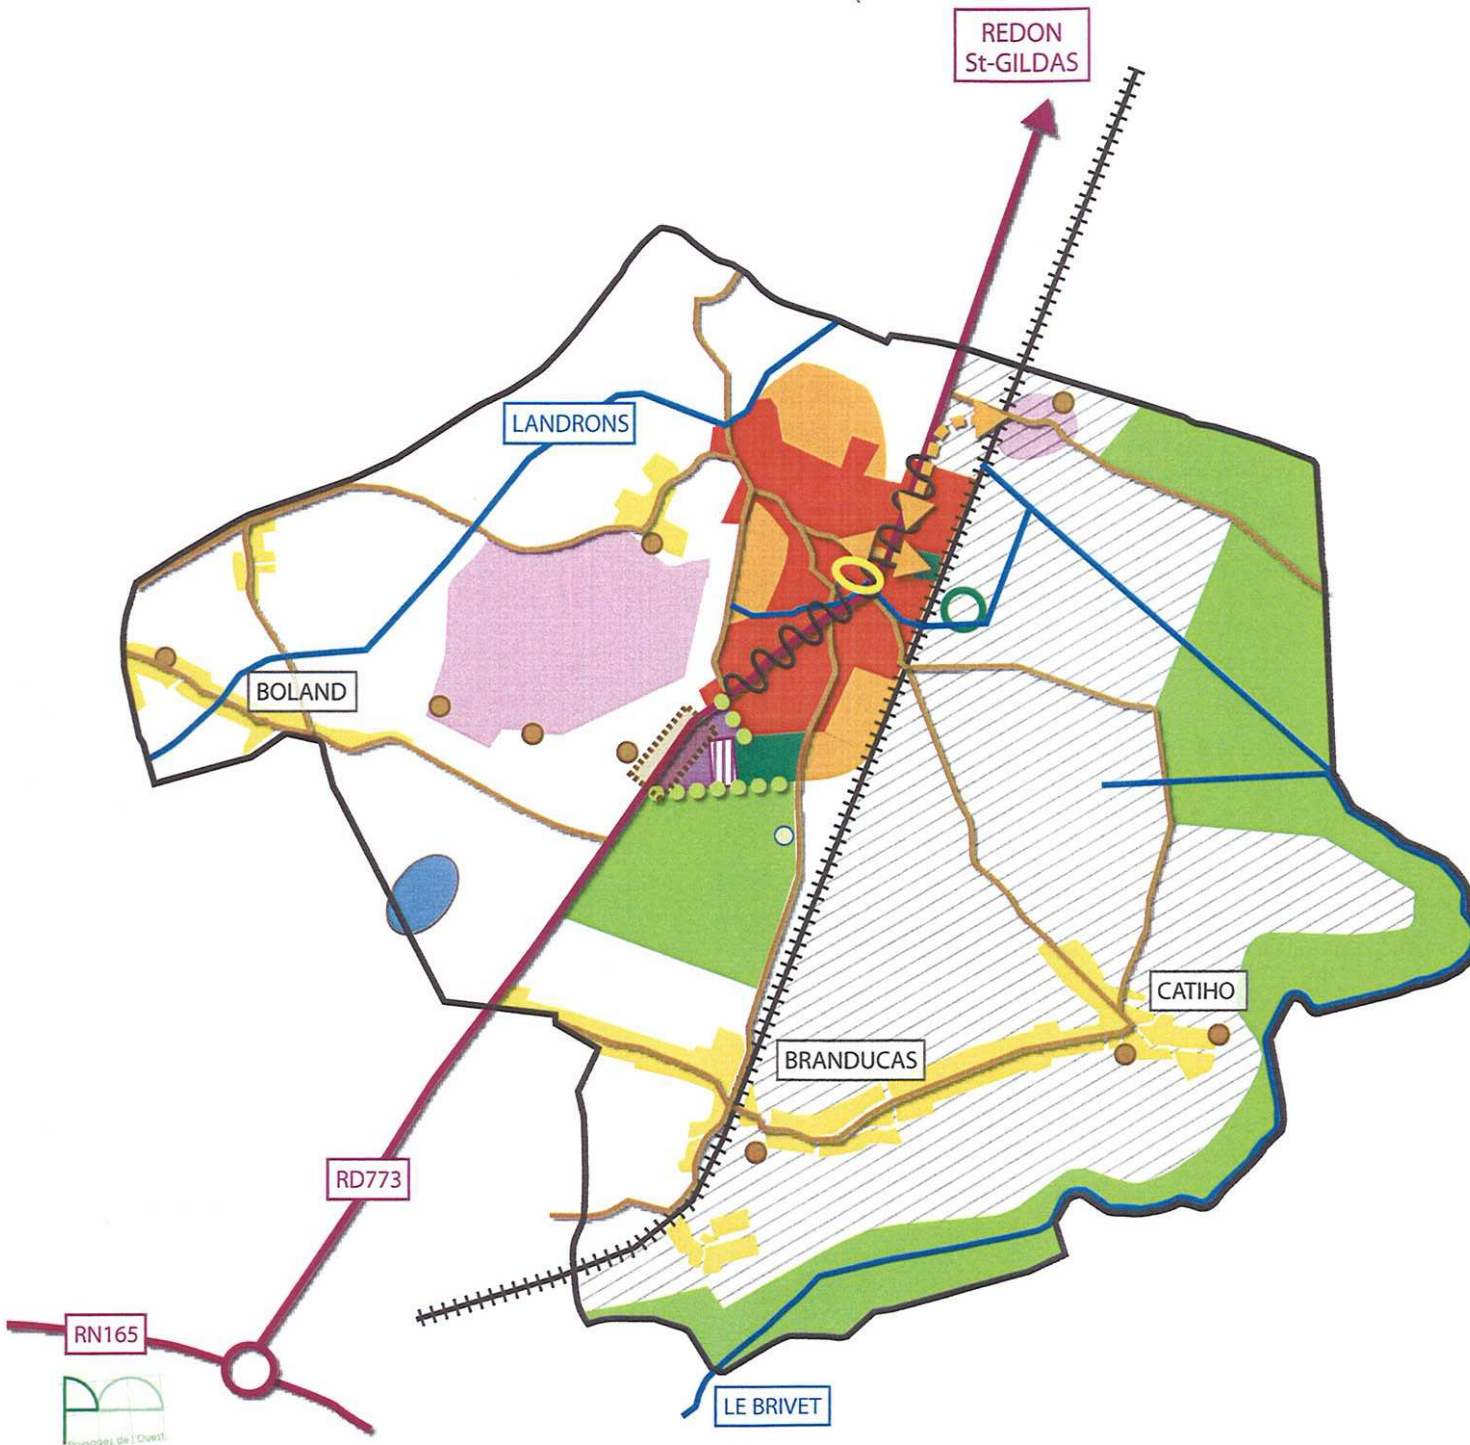 REDON
St-GILDAS
LANDRONS
BOLAND
CATIHO
BRANDUCAS
RD773
RN165
LE BRIVET